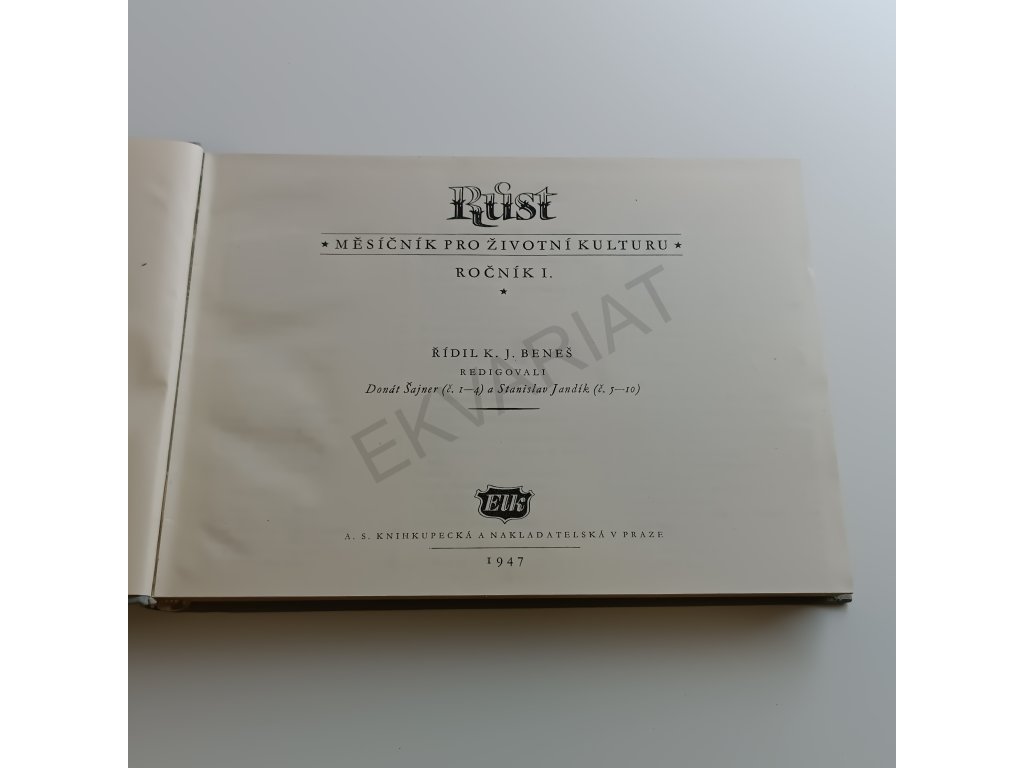 Růst
★ MĚSÍČNÍK PRO ŽIVOTNÍ KULTURU ★
ROČNÍK I.
★
ŘÍDIL K. J. BENEŠ
REDIGOVALI
Donát Šajner (č. 1—4) a Stanislav Jandík (č. 5—10)
EKVARIAT
Elk
A. S. KNIHKUPECKÁ A NAKLADATELSKÁ V PRAZE
1947